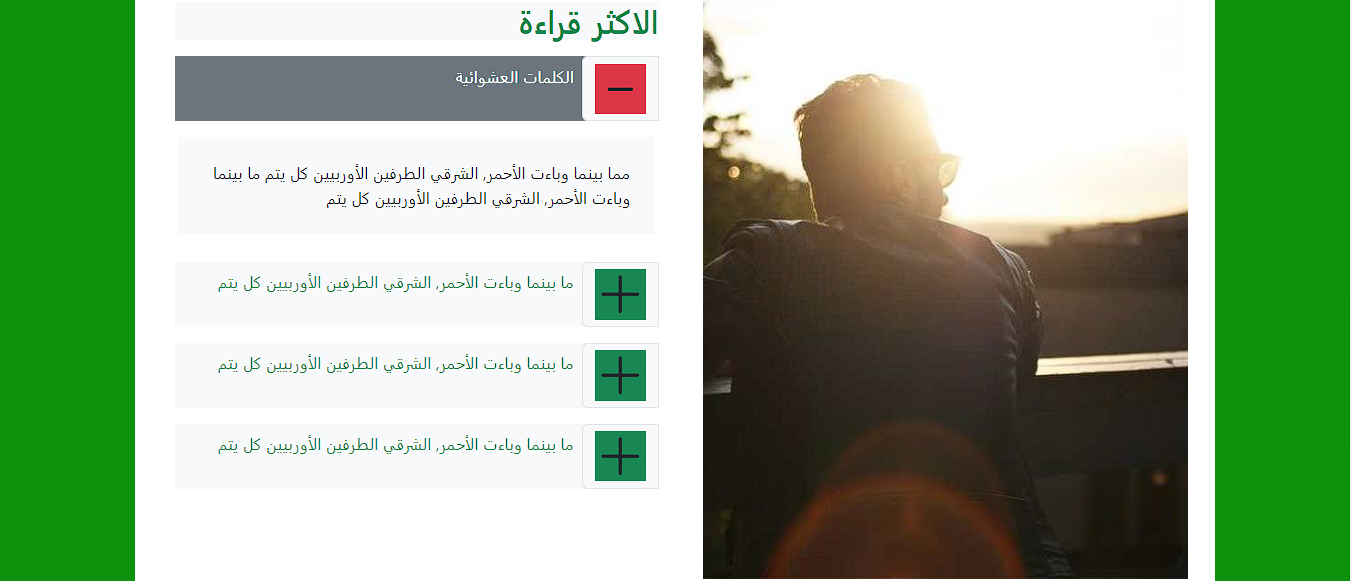 الاكثر قراءة
الكلمات العشوائية
مما بينما وباءت الأحمر, الشرقي الطرفين الأوربيين كل يتم ما بينما
وباءت الأحمر, الشرقي الطرفين الأوربيين كل يتم
ما بينما وباءت الأحمر, الشرقي الطرفين الأوربيين كل يتم
ما بينما وباءت الأحمر, الشرقي الطرفين الأوربيين كل يتم
ما بينما وباءت الأحمر, الشرقي الطرفين الأوربيين كل يتم